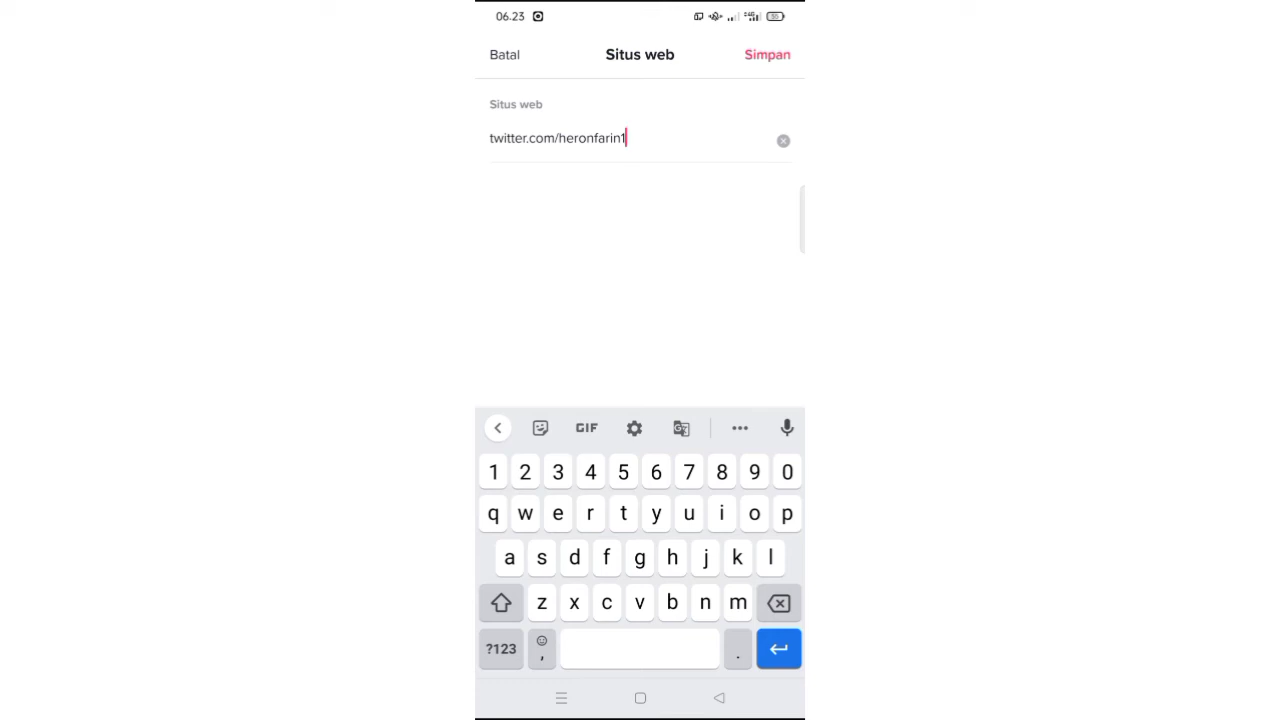 06.23
55
Batal Situs web Simpan
Situs web
twitter.com/heronfarin1
GIF
1 2 3 4 5 6 7 8 9 0
q w e r t y u i o p
a s d f g h j k l
z x c v b n m
?123 , .